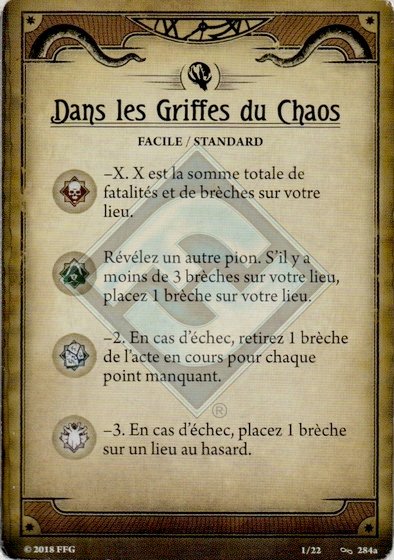 Dans les Griffes du Chaos
FACILE / STANDARD
–X. X est la somme totale de
fatalités et de brèches sur votre
lieu.
Révélez un autre pion. S'il y a
moins de 3 brèches sur votre lieu,
placez 1 brèche sur votre lieu.
–2. En cas d'échec, retirez 1 brèche
de l'acte en cours pour chaque
point manquant.
–3. En cas d'échec, placez 1 brèche
sur un lieu au hasard.
®
© 2018 FFG 1/22 284a